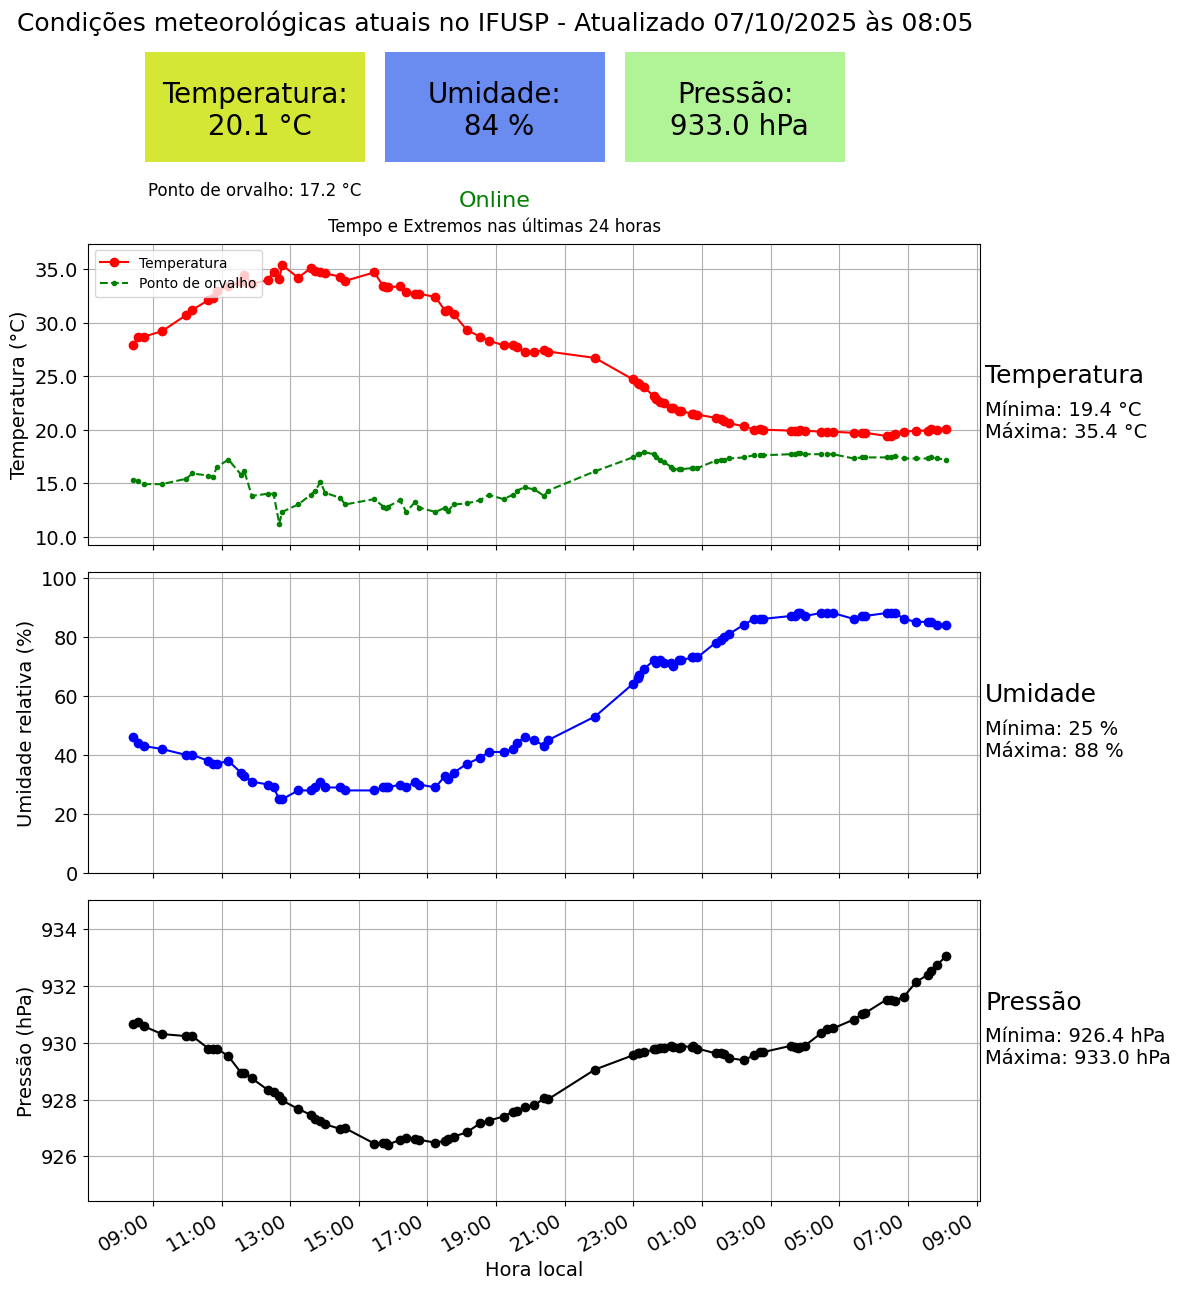 Condições meteorológicas atuais no IFUSP - Atualizado 07/10/2025 às 08:05
Temperatura:
20.1 °C
Umidade:
84 %
Pressão:
933.0 hPa
Ponto de orvalho: 17.2 °C
Online
Tempo e Extremos nas últimas 24 horas
Temperatura
Ponto de orvalho
35.0
30.0
25.0
20.0
15.0
10.0
Temperatura (°C)
Temperatura
Mínima: 19.4 °C
Máxima: 35.4 °C
100
80
60
40
20
0
Umidade relativa (%)
Umidade
Mínima: 25 %
Máxima: 88 %
934
932
930
928
926
Pressão (hPa)
Pressão
Mínima: 926.4 hPa
Máxima: 933.0 hPa
09:00
11:00
13:00
15:00
17:00
19:00
21:00
23:00
01:00
03:00
05:00
07:00
09:00
Hora local